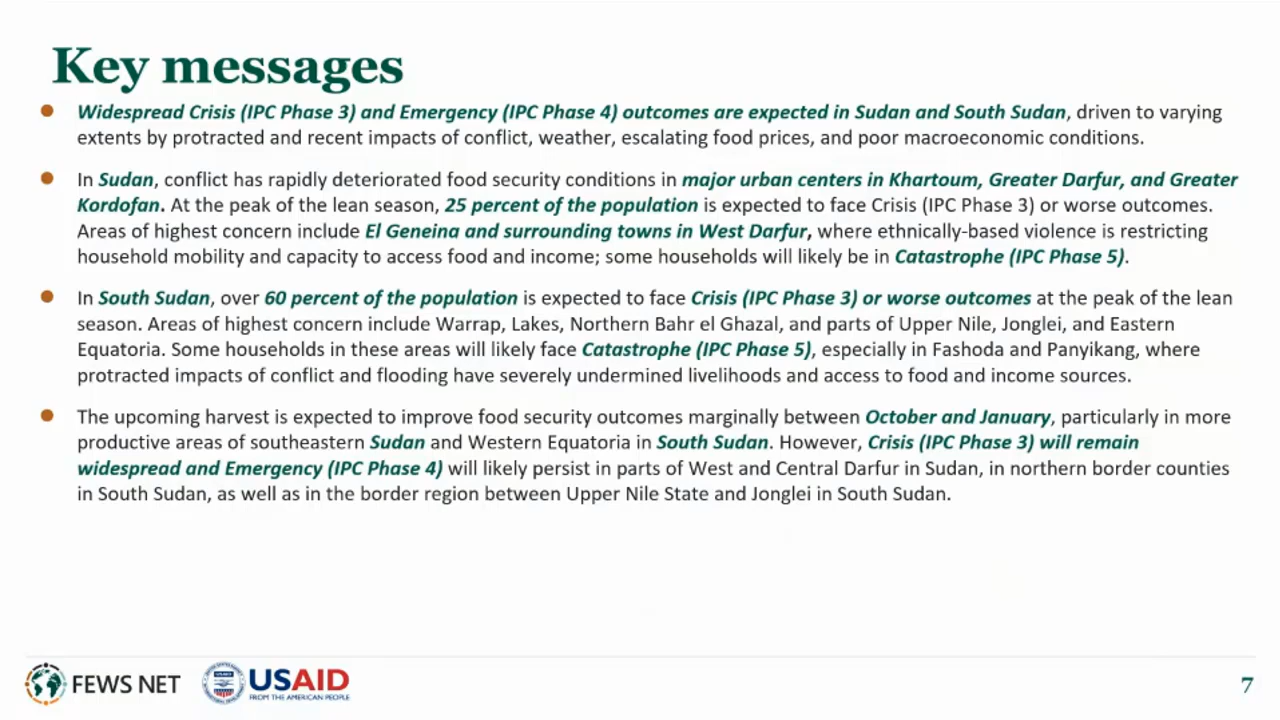 Key messages
Widespread Crisis (IPC Phase 3) and Emergency (IPC Phase 4) outcomes are expected in Sudan and South Sudan, driven to varying
extents by protracted and recent impacts of conflict, weather, escalating food prices, and poor macroeconomic conditions.
In Sudan, conflict has rapidly deteriorated food security conditions in major urban centers in Khartoum, Greater Darfur, and Greater
Kordofan. At the peak of the lean season, 25 percent of the population is expected to face Crisis (IPC Phase 3) or worse outcomes.
Areas of highest concern include El Geneina and surrounding towns in West Darfur, where ethnically-based violence is restricting
household mobility and capacity to access food and income; some households will likely be in Catastrophe (IPC Phase 5).
In South Sudan, over 60 percent of the population is expected to face Crisis (IPC Phase 3) or worse outcomes at the peak of the lean
season. Areas of highest concern include Warrap, Lakes, Northern Bahr el Ghazal, and parts of Upper Nile, Jonglei, and Eastern
Equatoria. Some households in these areas will likely face Catastrophe (IPC Phase 5), especially in Fashoda and Panyikang, where
protracted impacts of conflict and flooding have severely undermined livelihoods and access to food and income sources.
The upcoming harvest is expected to improve food security outcomes marginally between October and January, particularly in more
productive areas of southeastern Sudan and Western Equatoria in South Sudan. However, Crisis (IPC Phase 3) will remain
widespread and Emergency (IPC Phase 4) will likely persist in parts of West and Central Darfur in Sudan, in northern border counties
in South Sudan, as well as in the border region between Upper Nile State and Jonglei in South Sudan.
FEWS NET
USAID
FROM THE AMERICAN PEOPLE
7